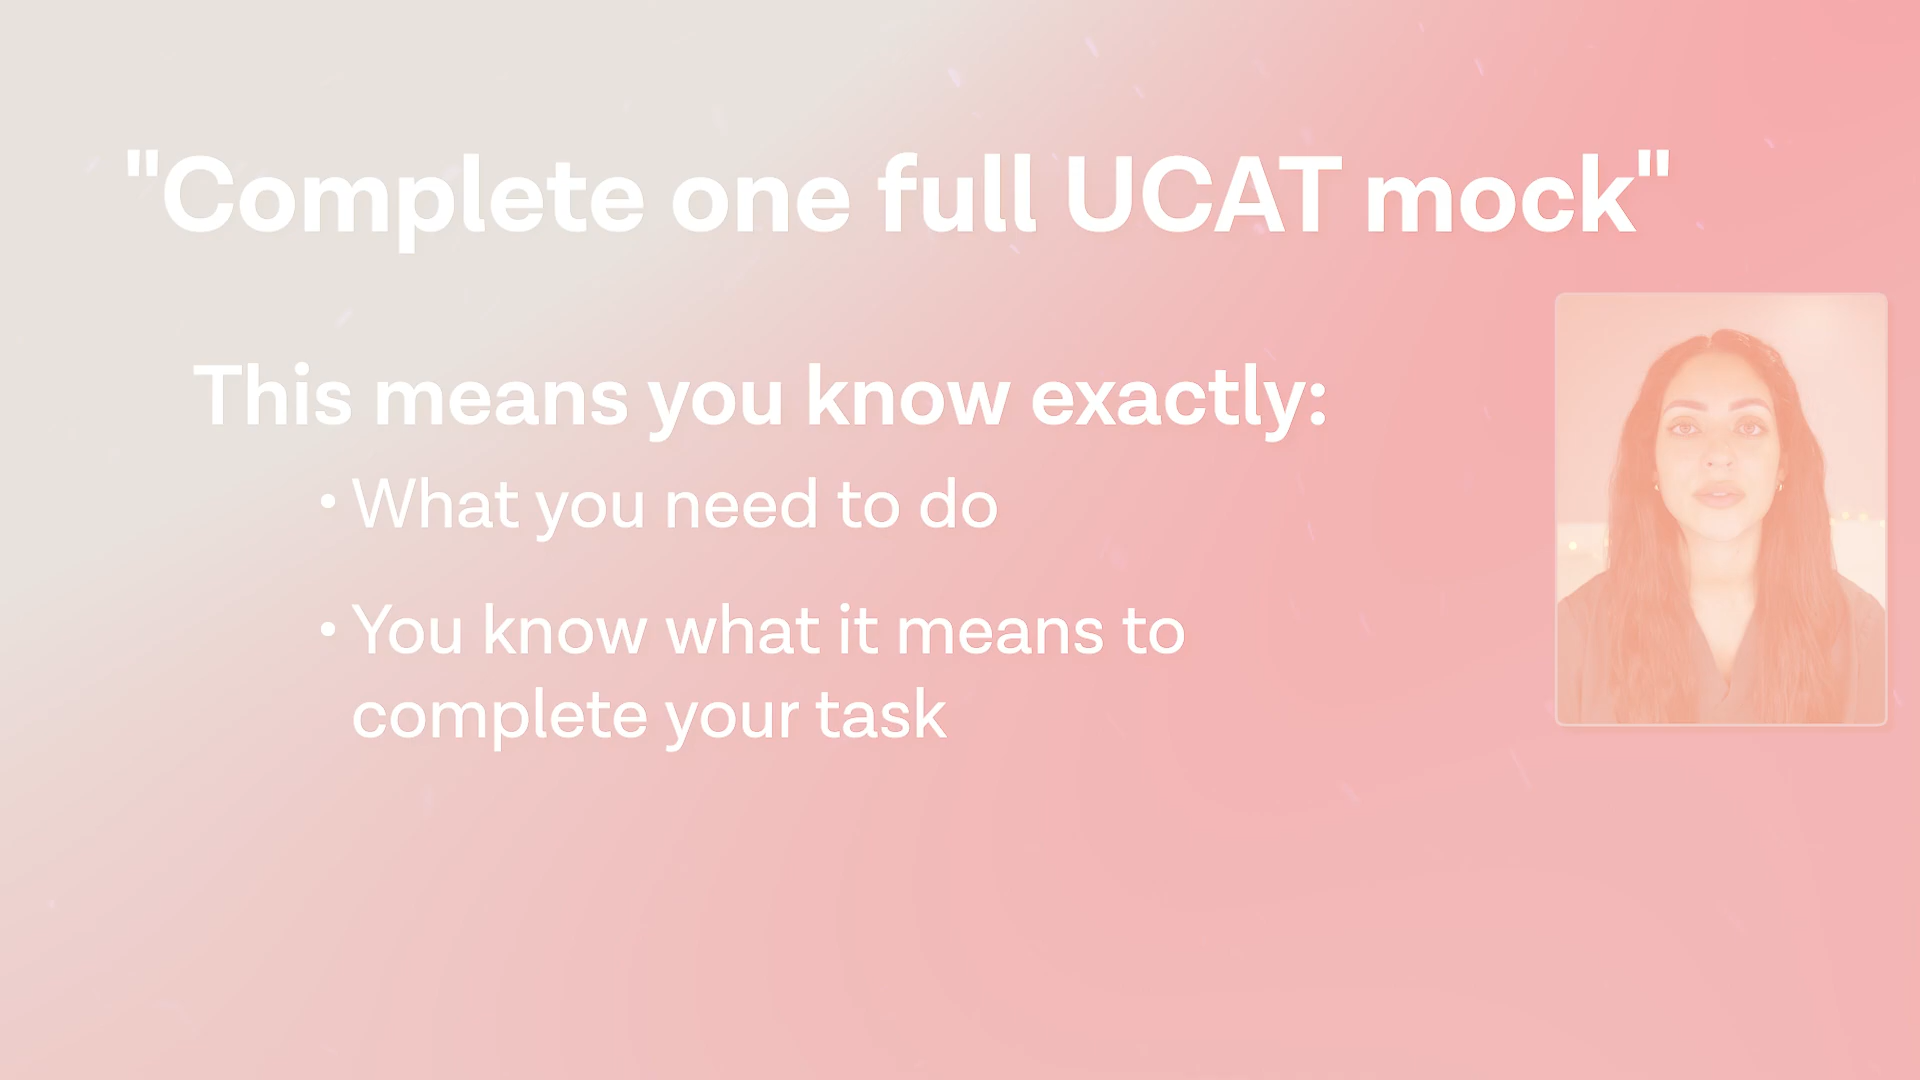 "Complete one full UCAT mock"
This means you know exactly:
• What you need to do
• You know what it means to
complete your task